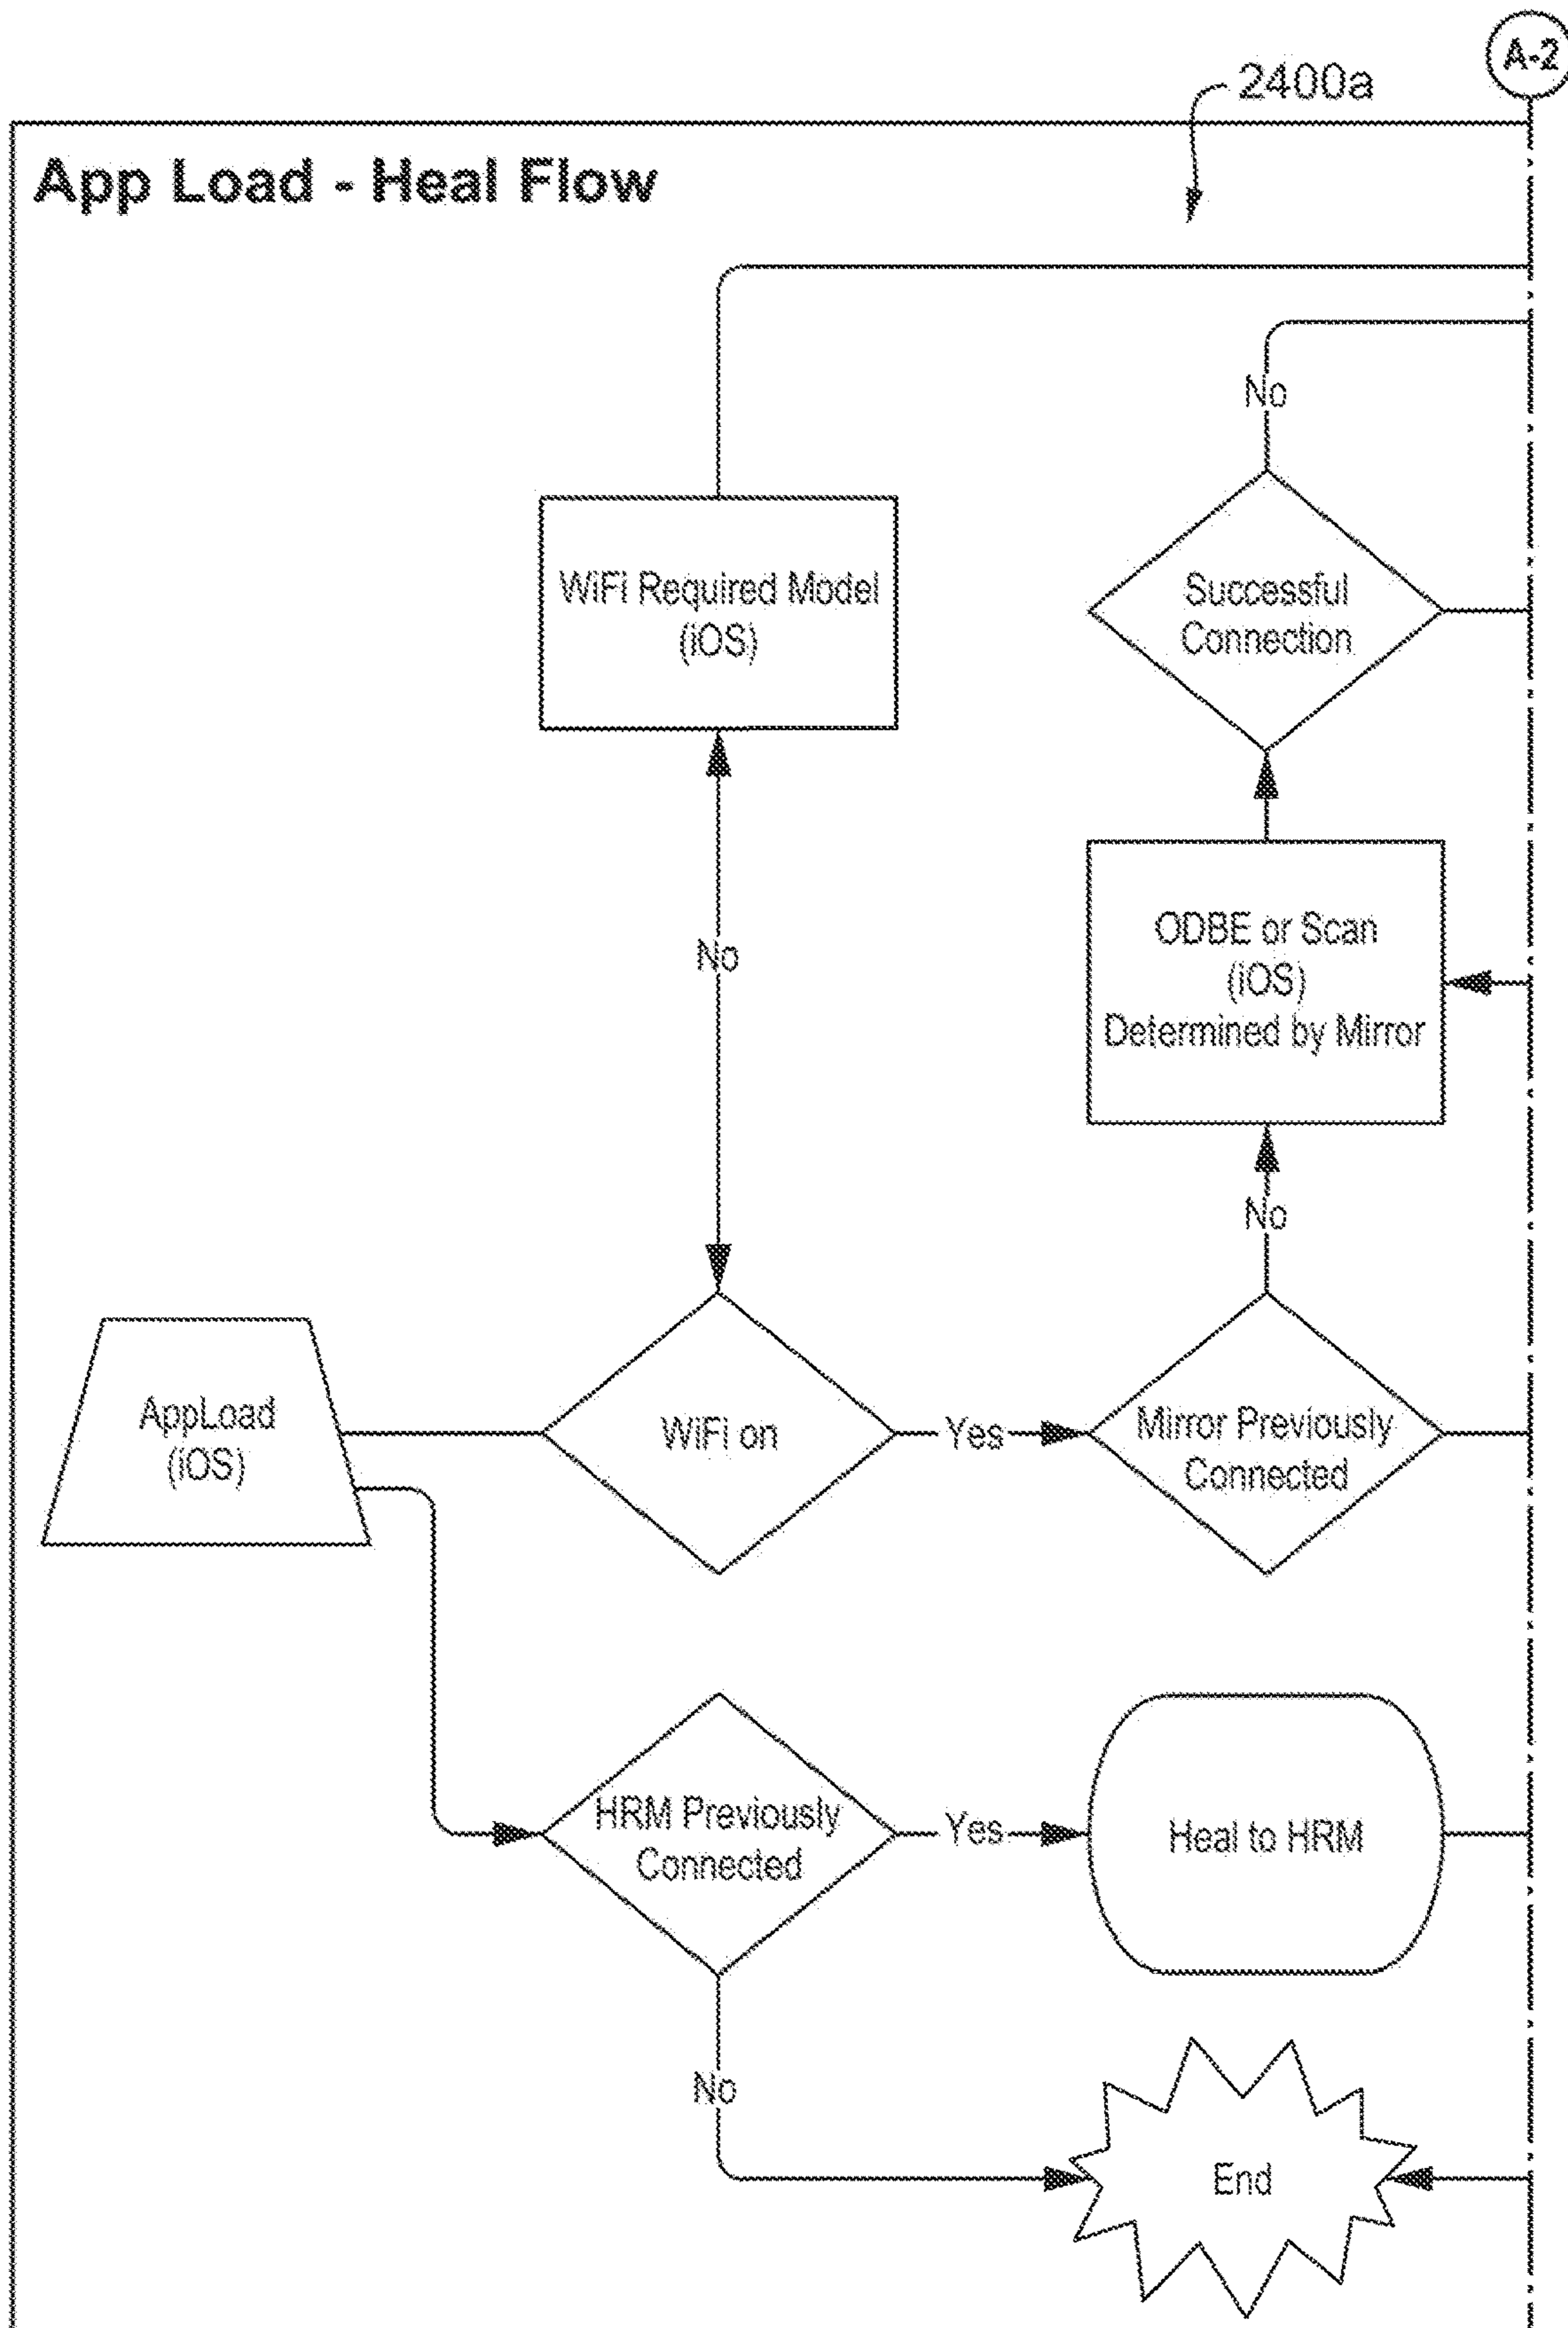 A-2
2400a
App Load - Heal Flow
No
WiFi Required Model
(iOS)
Successful
Connection
No
ODBE or Scan
(iOS)
Determined by Mirror
No
AppLoad
(iOS)
WiFi on
Yes
Mirror Previously
Connected
HRM Previously
Connected
Yes
Heal to HRM
No
End